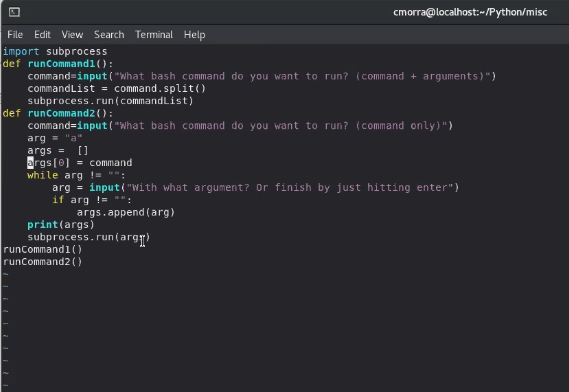 cmorra@localhost:~/Python/misc
File Edit View Search Terminal Help
import subprocess
def runCommand1():
    command=input("What bash command do you want to run? (command + arguments)")
    commandList = command.split()
    subprocess.run(commandList)
def runCommand2():
    command=input("What bash command do you want to run? (command only)")
    arg = "a"
    args =  []
    args[0] = command
    while arg != "":
        arg = input("With what argument? Or finish by just hitting enter")
        if arg != "":
            args.append(arg)
    print(args)
    subprocess.run(args)
runCommand1()
runCommand2()
~
~
~
~
~
~
~
~
~
~